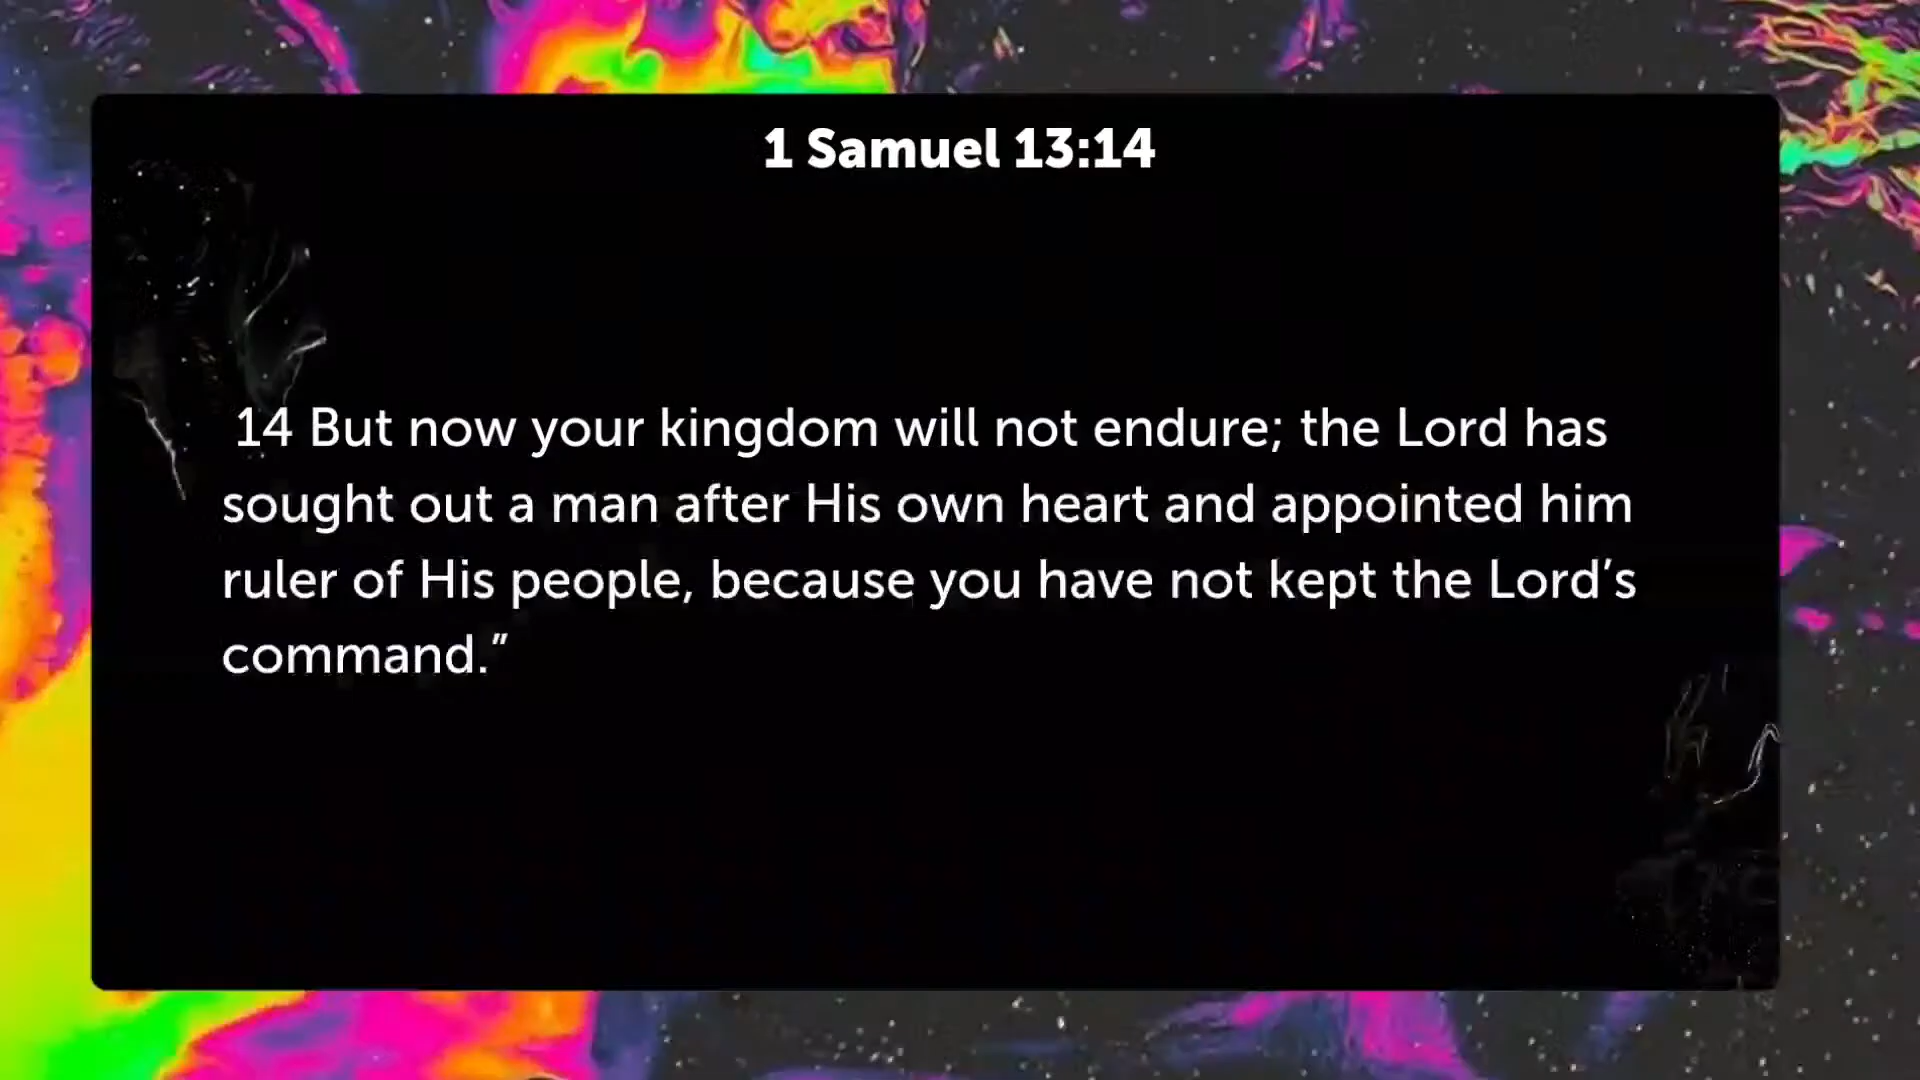 1 Samuel 13:14
14 But now your kingdom will not endure; the Lord has
sought out a man after His own heart and appointed him
ruler of His people, because you have not kept the Lord’s
command.”